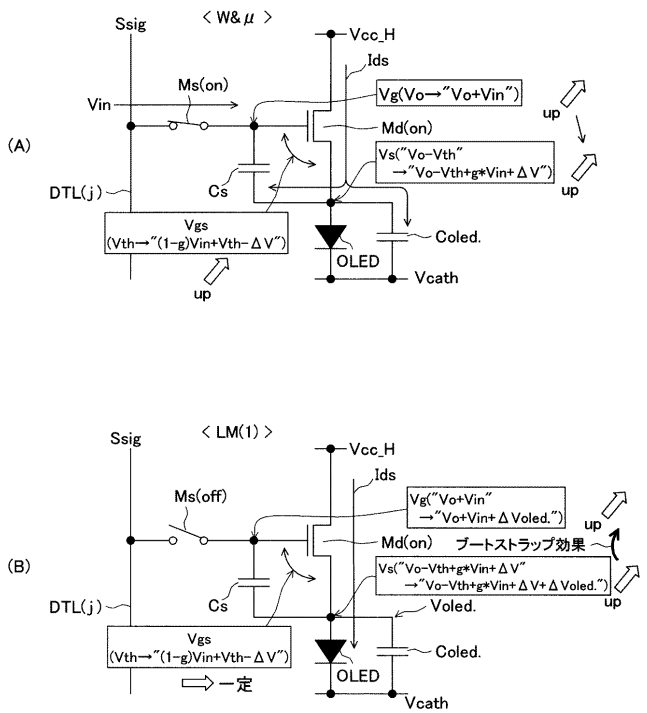 Ssig
< W&μ >
Vcc_H
Ids
Ms(on)
Vin
Vg(Vo→"Vo+Vin")
up
Md(on)
(A)
Vs("Vo-Vth"
→"Vo-Vth+g*Vin+ΔV")
up
Cs
DTL(j)
Vgs
(Vth→"(1-g)Vin+Vth-ΔV")
Coled.
OLED
up
Vcath
Ssig
< LM(1) >
Vcc_H
Ids
Ms(off)
Vg("Vo+Vin"
→"Vo+Vin+ΔVoled.")
up
Md(on)
ブートストラップ効果
(B)
Vs("Vo-Vth+g*Vin+ΔV"
→"Vo-Vth+g*Vin+ΔV+ΔVoled.")
up
Cs
DTL(j)
Voled.
Vgs
(Vth→"(1-g)Vin+Vth-ΔV")
Coled.
OLED
一定
Vcath